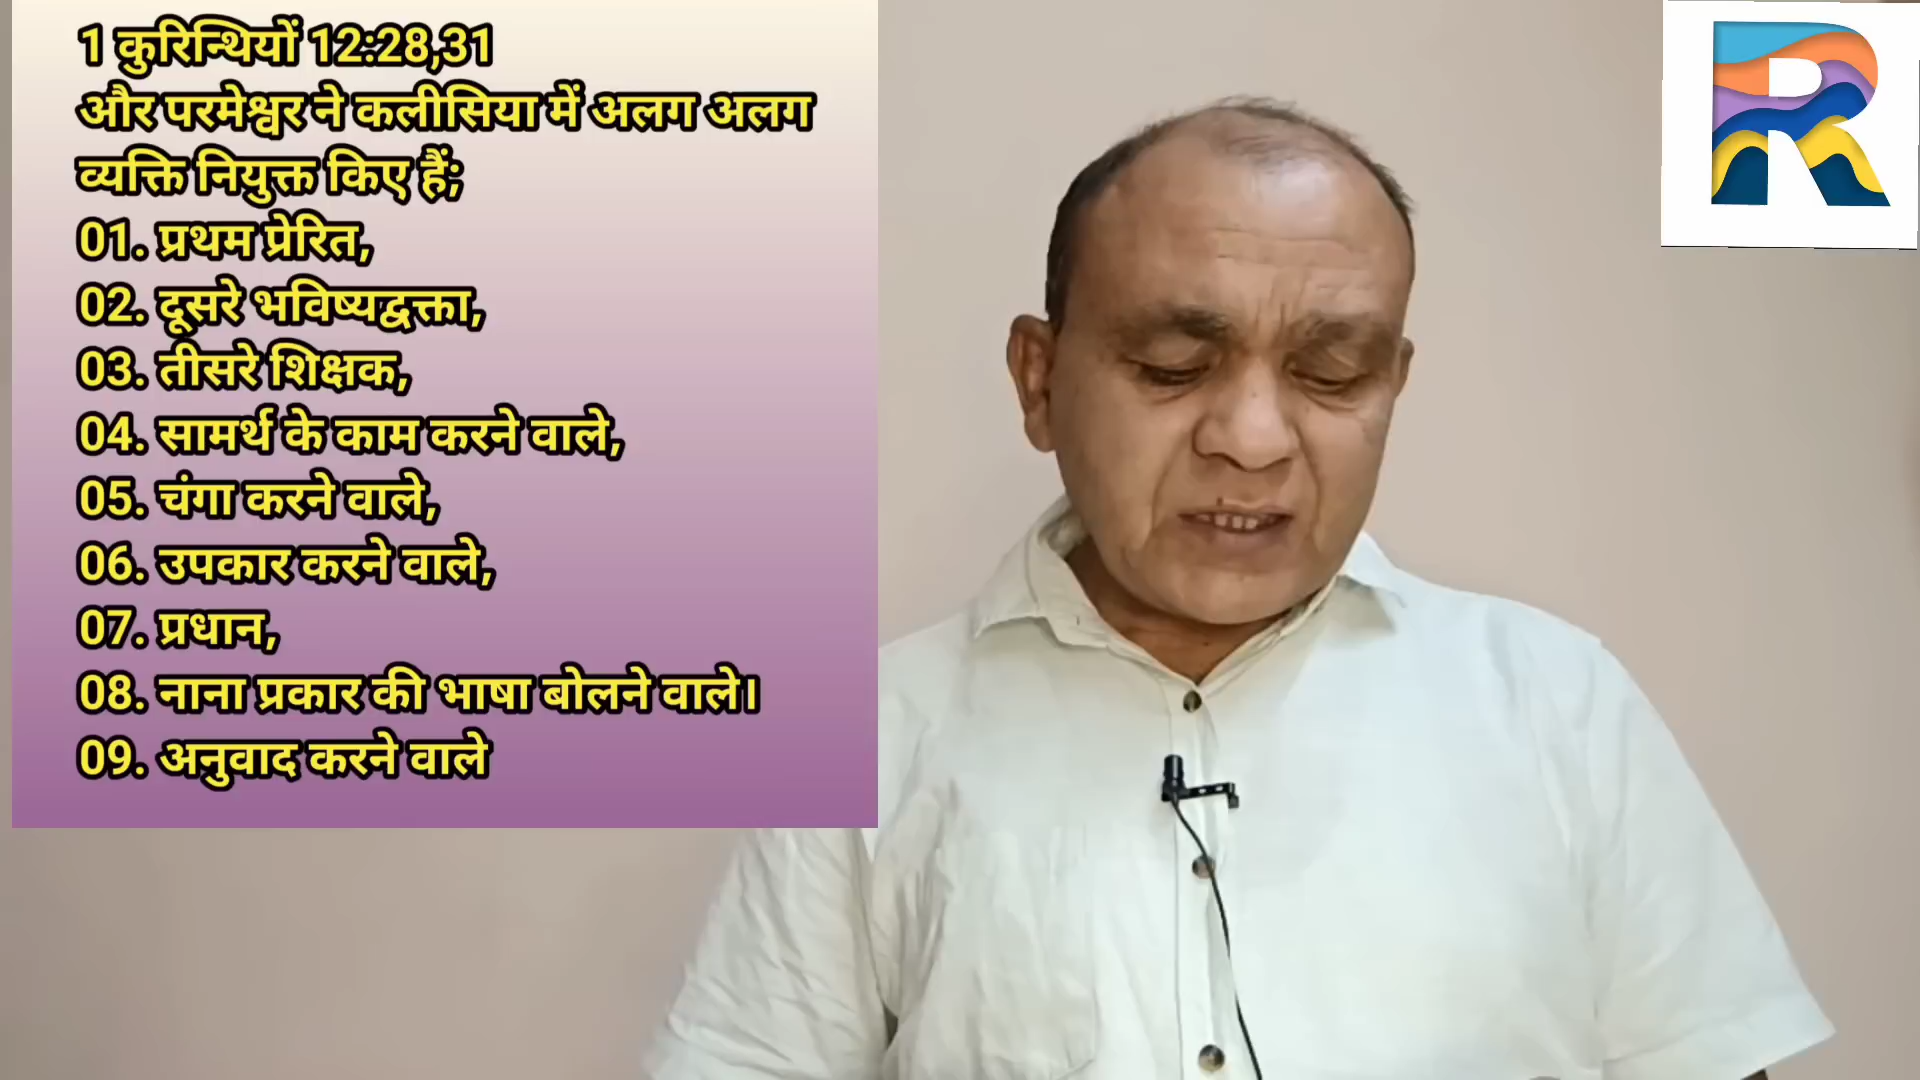 1 कुरिन्थियों 12:28,31
और परमेश्वर ने कलीसिया में अलग अलग
व्यक्ति नियुक्त किए हैं;
01. प्रथम प्रेरित,
02. दूसरे भविष्यद्वक्ता,
03. तीसरे शिक्षक,
04. सामर्थ के काम करने वाले,
05. चंगा करने वाले,
06. उपकार करने वाले,
07. प्रधान,
08. नाना प्रकार की भाषा बोलने वाले।
09. अनुवाद करने वाले
R